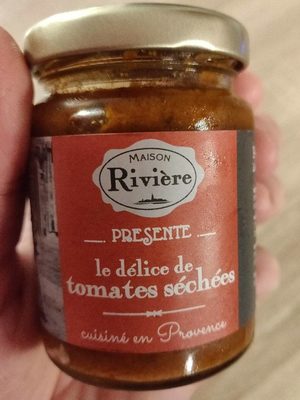 MAISON
Rivière
PRESENTE
le délice de
tomates séchées
cuisiné en Provence